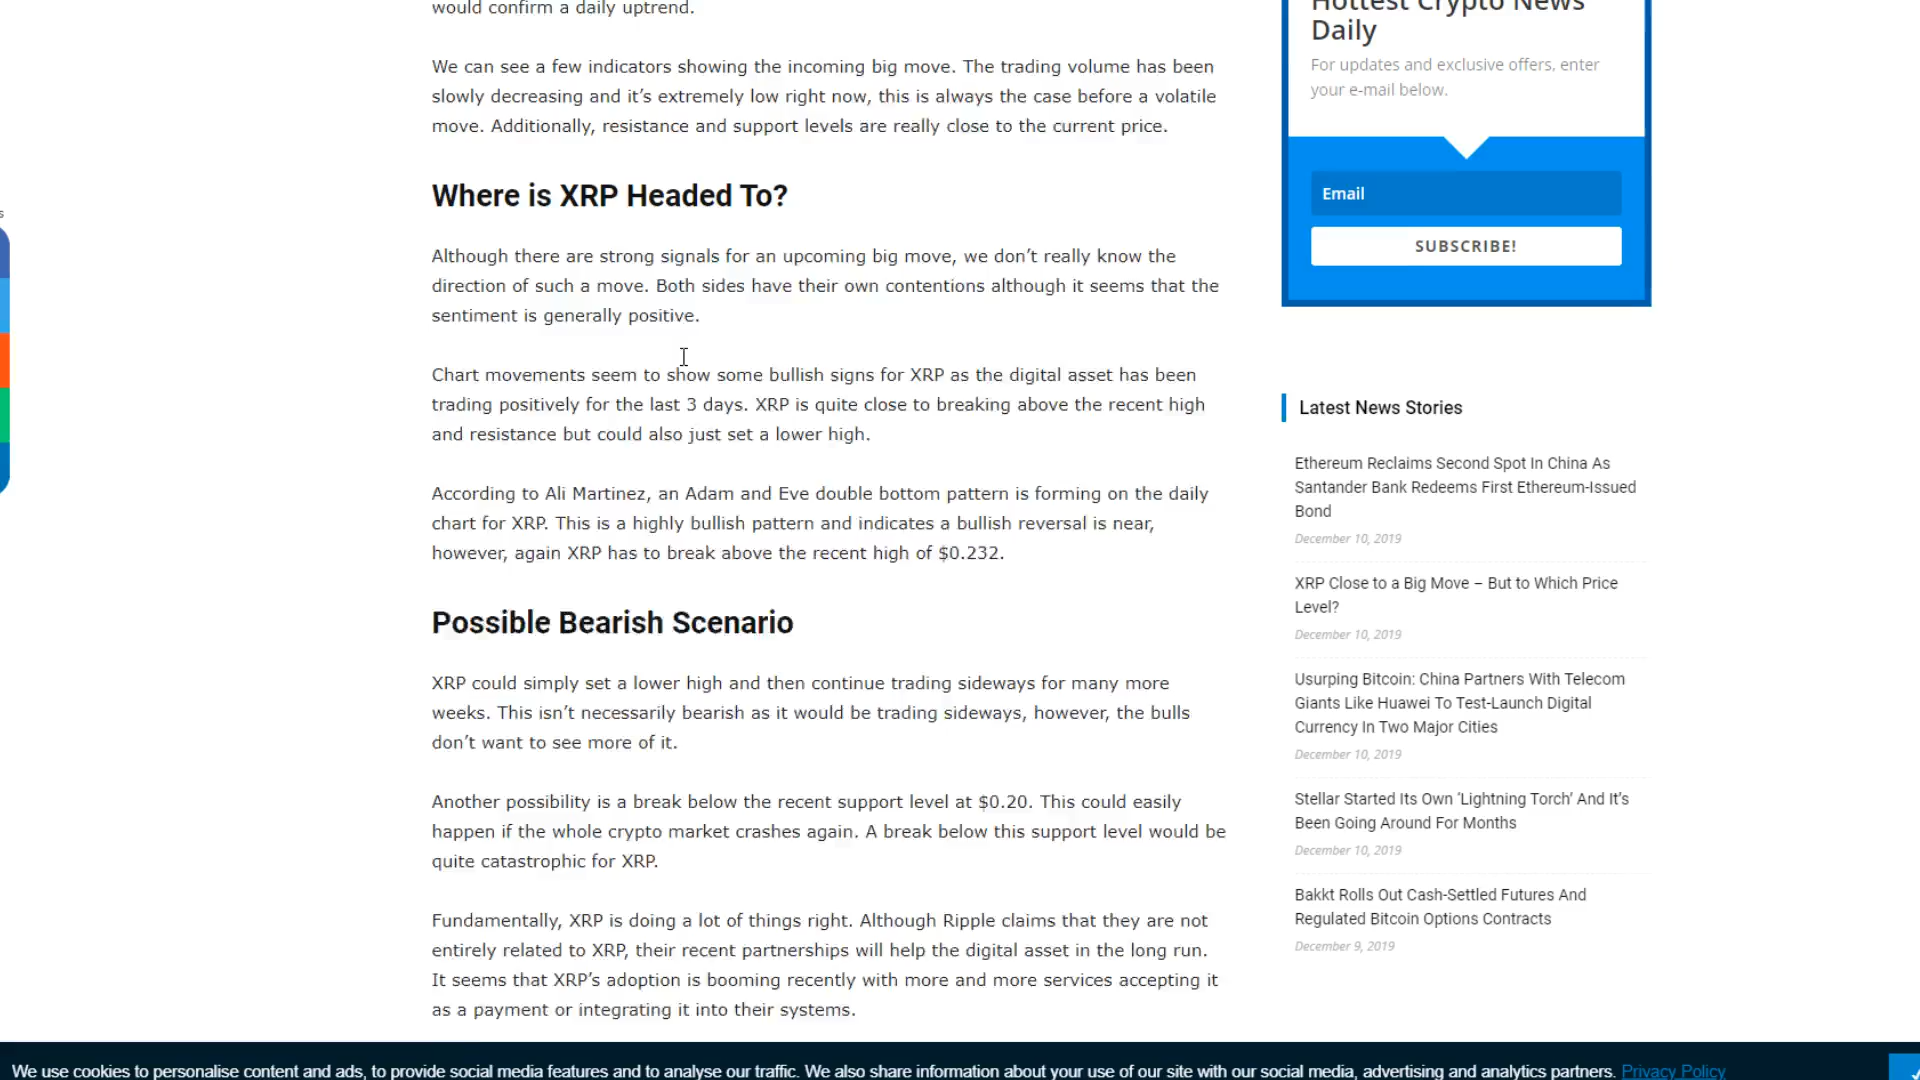 would confirm a daily uptrend.
We can see a few indicators showing the incoming big move. The trading volume has been
slowly decreasing and it’s extremely low right now, this is always the case before a volatile
move. Additionally, resistance and support levels are really close to the current price.
Where is XRP Headed To?
Although there are strong signals for an upcoming big move, we don’t really know the
direction of such a move. Both sides have their own contentions although it seems that the
sentiment is generally positive.
Chart movements seem to show some bullish signs for XRP as the digital asset has been
trading positively for the last 3 days. XRP is quite close to breaking above the recent high
and resistance but could also just set a lower high.
According to Ali Martinez, an Adam and Eve double bottom pattern is forming on the daily
chart for XRP. This is a highly bullish pattern and indicates a bullish reversal is near,
however, again XRP has to break above the recent high of $0.232.
Possible Bearish Scenario
XRP could simply set a lower high and then continue trading sideways for many more
weeks. This isn’t necessarily bearish as it would be trading sideways, however, the bulls
don’t want to see more of it.
Another possibility is a break below the recent support level at $0.20. This could easily
happen if the whole crypto market crashes again. A break below this support level would be
quite catastrophic for XRP.
Fundamentally, XRP is doing a lot of things right. Although Ripple claims that they are not
entirely related to XRP, their recent partnerships will help the digital asset in the long run.
It seems that XRP’s adoption is booming recently with more and more services accepting it
as a payment or integrating it into their systems.
Hottest Crypto News
Daily
For updates and exclusive offers, enter
your e-mail below.
Email
SUBSCRIBE!
Latest News Stories
Ethereum Reclaims Second Spot In China As
Santander Bank Redeems First Ethereum-Issued
Bond
December 10, 2019
XRP Close to a Big Move – But to Which Price
Level?
December 10, 2019
Usurping Bitcoin: China Partners With Telecom
Giants Like Huawei To Test-Launch Digital
Currency In Two Major Cities
December 10, 2019
Stellar Started Its Own ‘Lightning Torch’ And It’s
Been Going Around For Months
December 10, 2019
Bakkt Rolls Out Cash-Settled Futures And
Regulated Bitcoin Options Contracts
December 9, 2019
We use cookies to personalise content and ads, to provide social media features and to analyse our traffic. We also share information about your use of our site with our social media, advertising and analytics partners. Privacy Policy